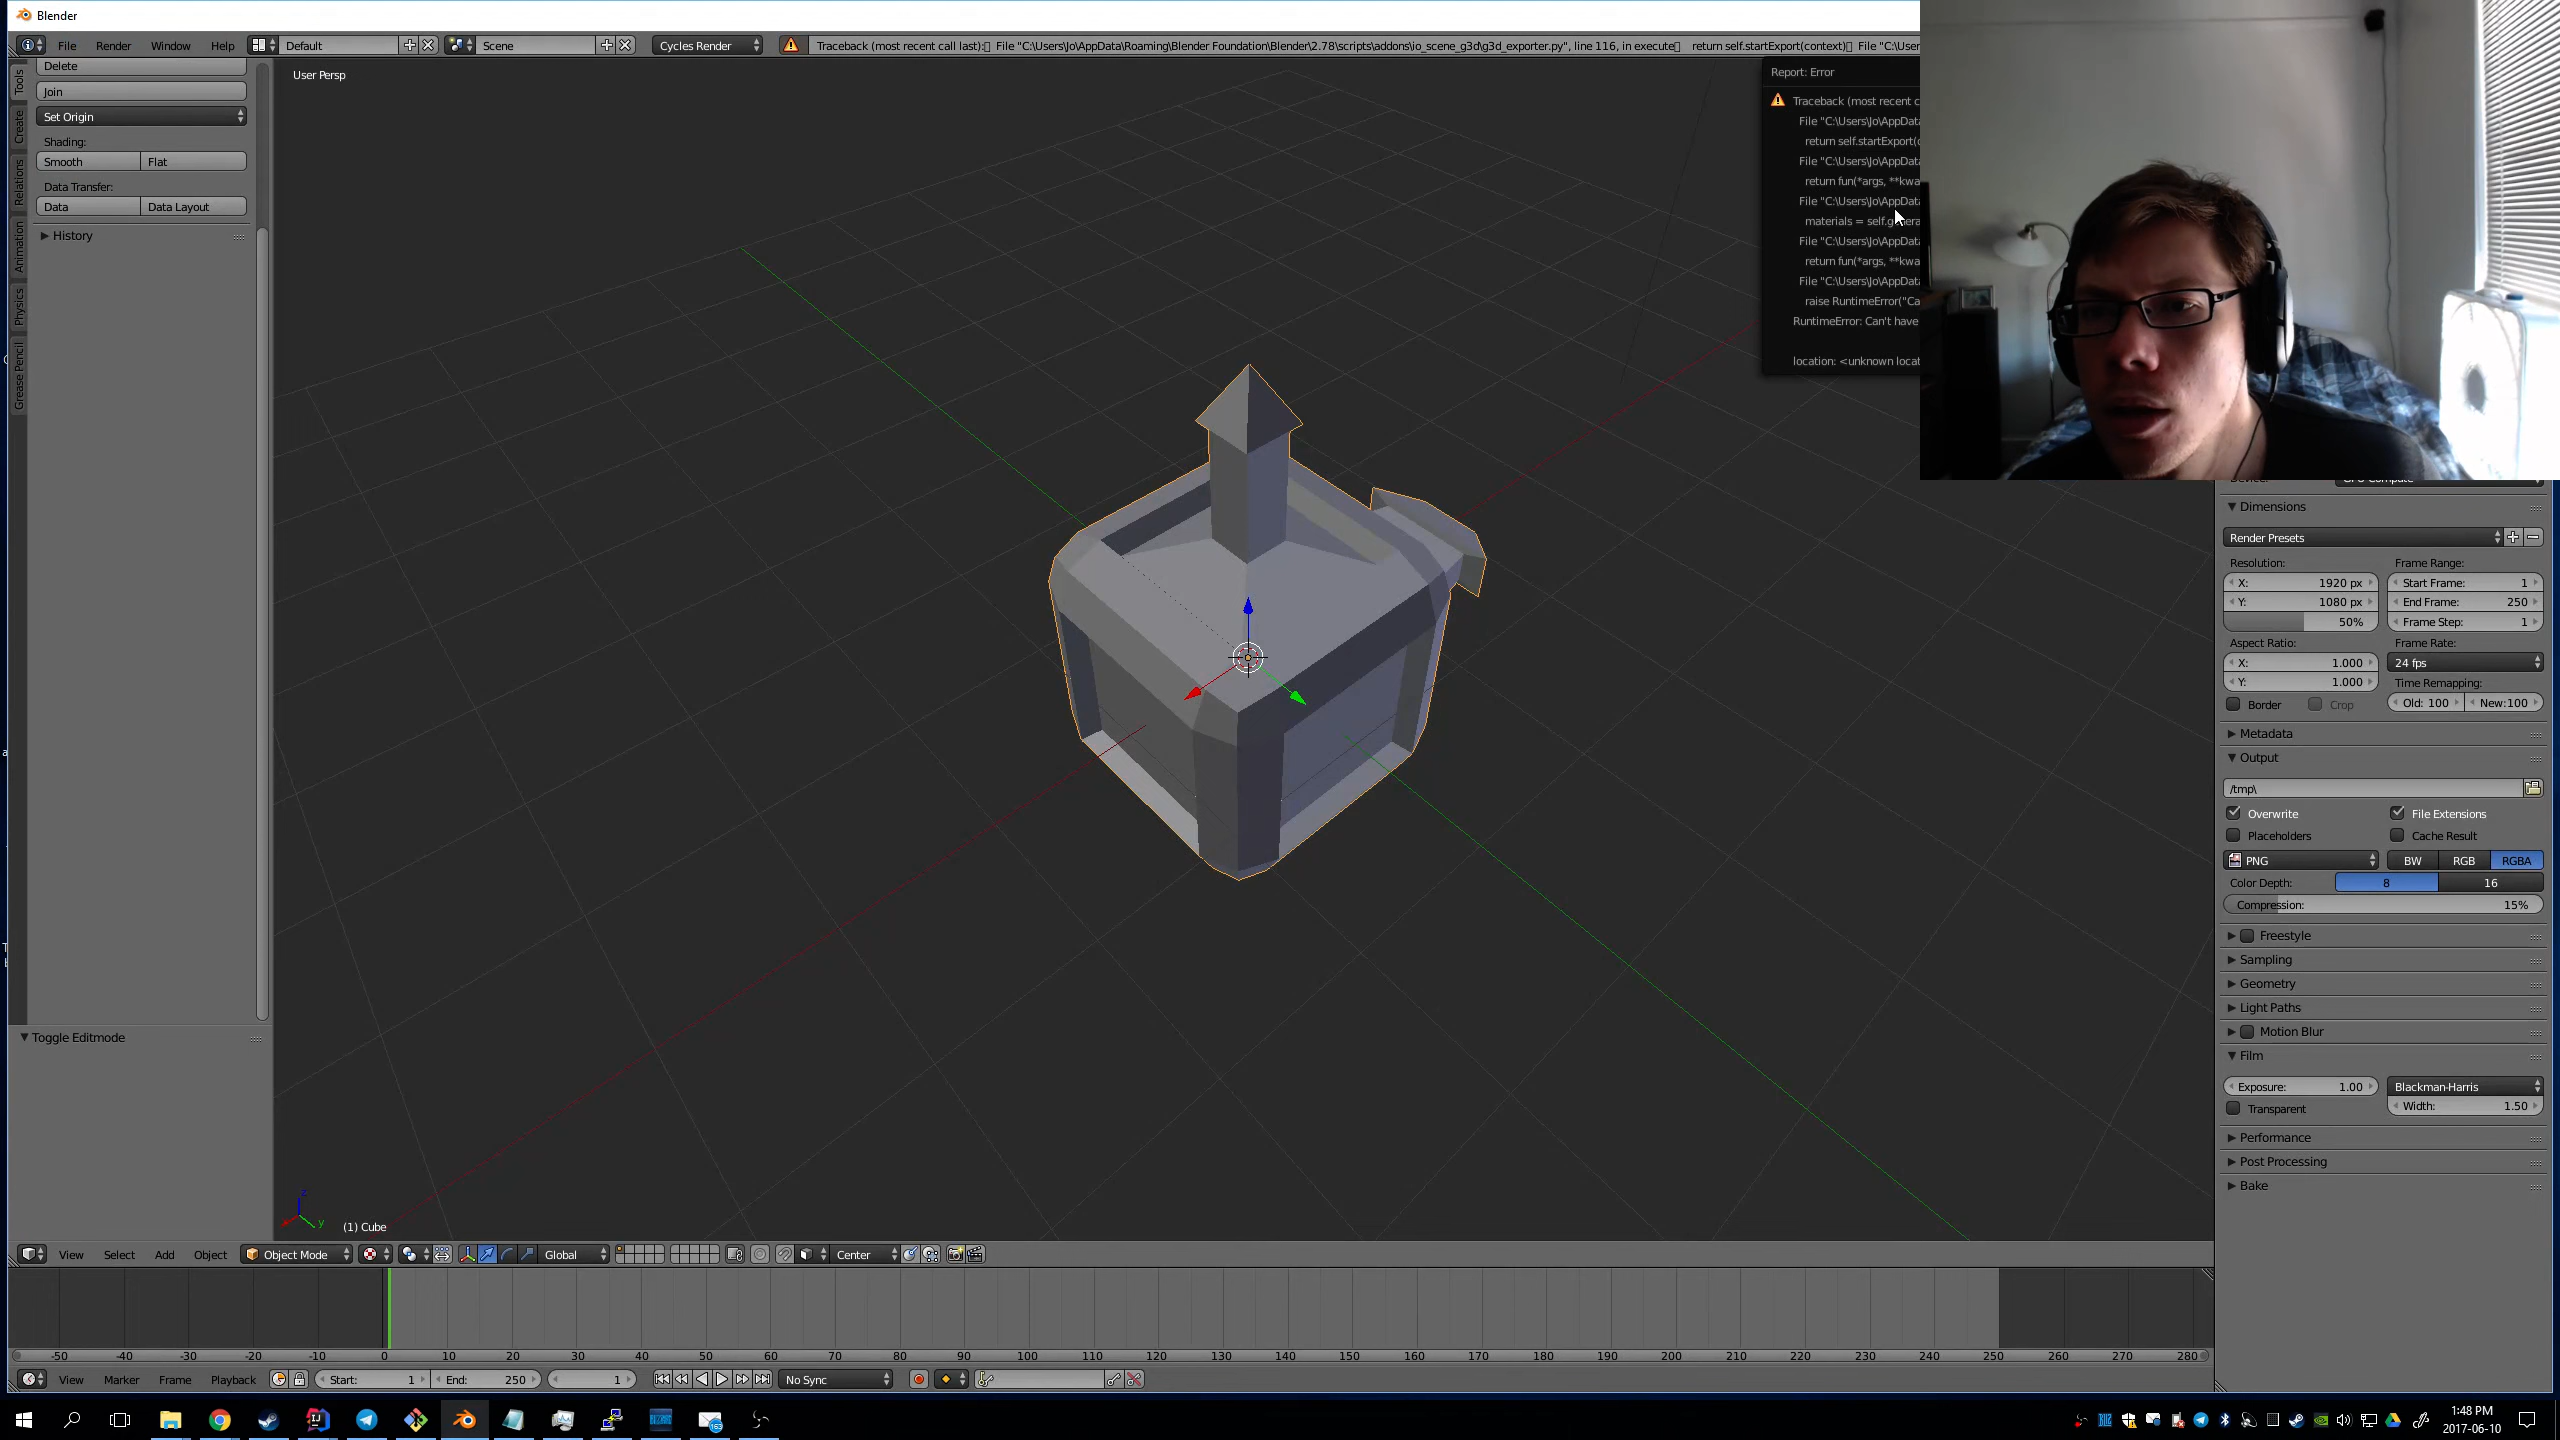 Blender
File Render Window Help Default Scene Cycles Render Traceback (most recent call last): File "C:\Users\Jo\AppData\Roaming\Blender Foundation\Blender\2.78\scripts\addons\io_scene_g3d\g3d_exporter.py", line 116, in execute return self.startExport(context) File "C:\Users
Delete
Join
Set Origin
Shading:
Smooth Flat
Data Transfer:
Data Data Layout
History
Tools
Create
Relations
Animation
Physics
Grease Pencil
Toggle Editmode
User Persp
(1) Cube
Report: Error
Traceback (most recent c
File "C:\Users\Jo\AppData
return self.startExport(c
File "C:\Users\Jo\AppData
return fun(*args, **kwa
File "C:\Users\Jo\AppData
materials = self.genera
File "C:\Users\Jo\AppData
return fun(*args, **kwa
File "C:\Users\Jo\AppData
raise RuntimeError("Ca
RuntimeError: Can't have
location: <unknown locat
Dimensions
Render Presets
Resolution: Frame Range:
X: 1920 px Start Frame: 1
Y: 1080 px End Frame: 250
50% Frame Step: 1
Aspect Ratio: Frame Rate:
X: 1.000 24 fps
Y: 1.000 Time Remapping:
Border Crop Old: 100 New:100
Metadata
Output
/tmp\
Overwrite File Extensions
Placeholders Cache Result
PNG BW RGB RGBA
Color Depth: 8 16
Compression: 15%
Freestyle
Sampling
Geometry
Light Paths
Motion Blur
Film
Exposure: 1.00 Blackman-Harris
Transparent Width: 1.50
Performance
Post Processing
Bake
z
y
View Select Add Object Object Mode Global Center
-50 -40 -30 -20 -10 0 10 20 30 40 50 60 70 80 90 100 110 120 130 140 150 160 170 180 190 200 210 220 230 240 250 260 270 280
View Marker Frame Playback Start: 1 End: 250 1 No Sync
1:48 PM
2017-06-10